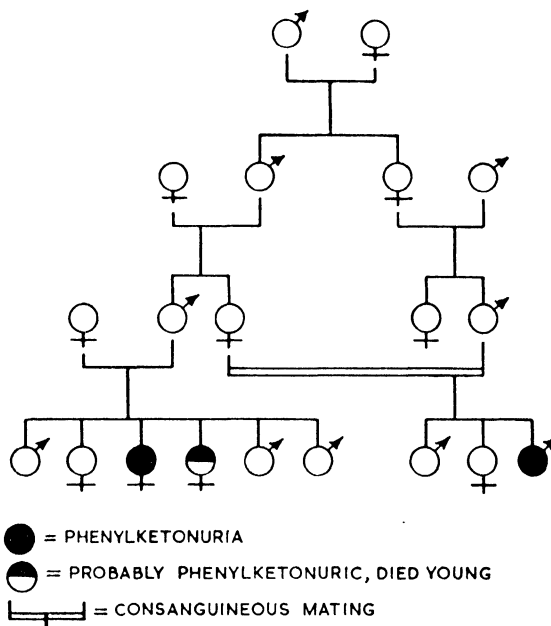 = PHENYLKETONURIA
= PROBABLY PHENYLKETONURIC, DIED YOUNG
= CONSANGUINEOUS MATING